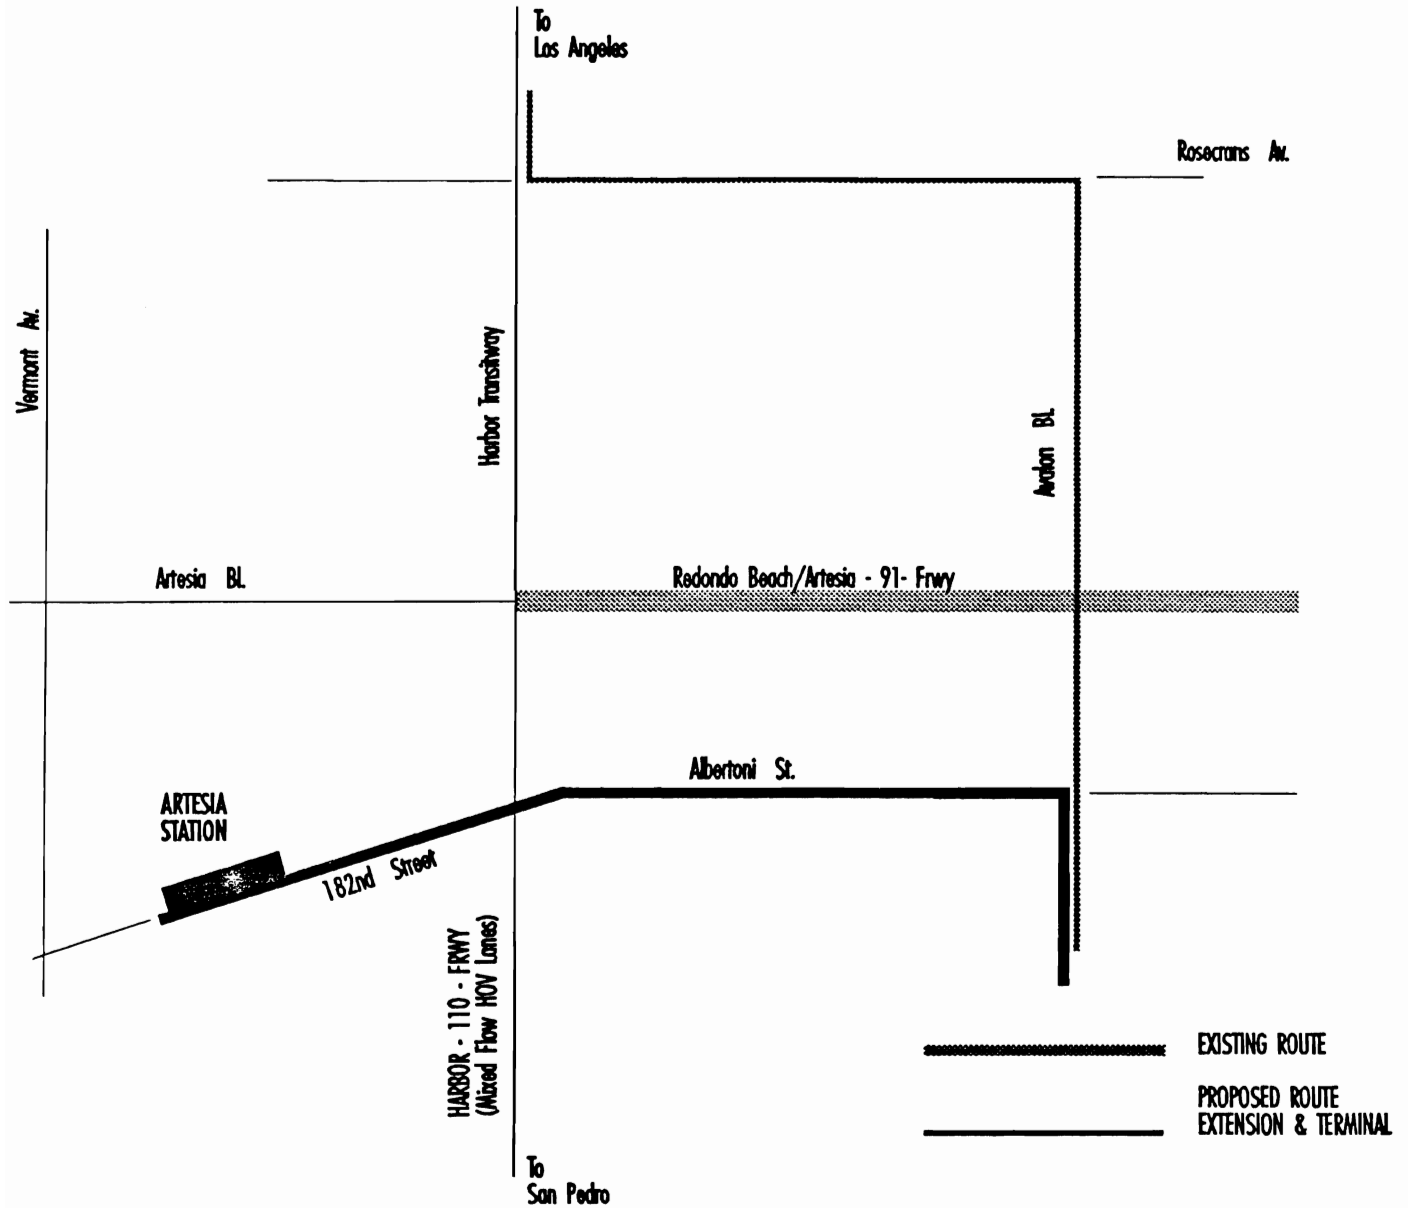 To
Los Angeles
Rosecrans Av.
Vermont Av.
Harbor Transitway
Avalon Bl.
Artesia Bl.
Redondo Beach/Artesia - 91- Frwy
Albertoni St.
ARTESIA
STATION
182nd Street
HARBOR - 110 - FRWY
(Mixed Flow HOV Lanes)
EXISTING ROUTE
PROPOSED ROUTE
EXTENSION & TERMINAL
To
San Pedro